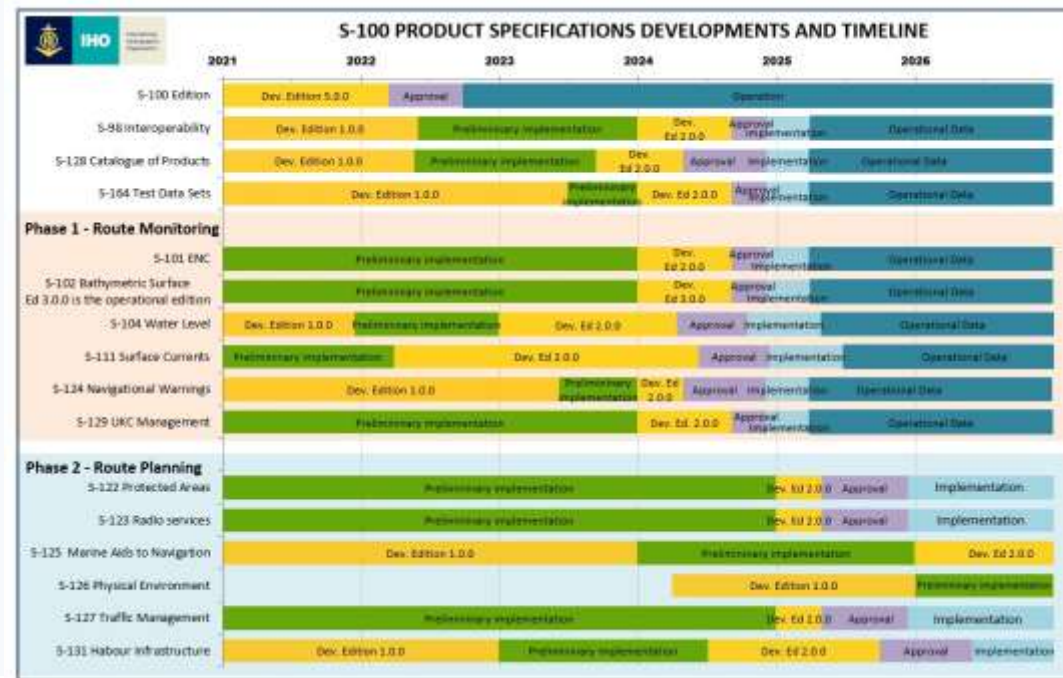 IHO
S-100 PRODUCT SPECIFICATIONS DEVELOPMENTS AND TIMELINE
2021 2022 2023 2024 2025 2026
S-100 Edition Dev. Edition 5.0.0 Approval Operation
S-98 Interoperability Dev. Edition 1.0.0 Preliminary Implementation Dev. Ed 2.0.0 Approval Implementation Operational Data
S-128 Catalogue of Products Dev. Edition 1.0.0 Preliminary Implementation Dev. Ed 2.0.0 Approval Implementation Operational Data
S-164 Test Data Sets Dev. Edition 1.0.0 Preliminary Implementation Dev. Ed 2.0.0 Approval Implementation Operational Data
Phase 1 - Route Monitoring
S-101 ENC Preliminary Implementation Dev. Ed 2.0.0 Approval Implementation Operational Data
S-102 Bathymetric Surface
Ed 3.0.0 is the operational edition Preliminary Implementation Dev. Ed 3.0.0 Approval Implementation Operational Data
S-104 Water Level Dev. Edition 1.0.0 Preliminary Implementation Dev. Ed 2.0.0 Approval Implementation Operational Data
S-111 Surface Currents Preliminary Implementation Dev. Ed 2.0.0 Approval Implementation Operational Data
S-124 Navigational Warnings Dev. Edition 1.0.0 Preliminary Implementation Dev. Ed 2.0.0 Approval Implementation Operational Data
S-129 UKC Management Preliminary Implementation Dev. Ed. 2.0.0 Approval Implementation Operational Data
Phase 2 - Route Planning
S-122 Protected Areas Preliminary Implementation Dev. Ed 2.0.0 Approval Implementation
S-123 Radio services Preliminary Implementation Dev. Ed 2.0.0 Approval Implementation
S-125 Marine Aids to Navigation Dev. Edition 1.0.0 Preliminary Implementation Dev. Ed 2.0.0
S-126 Physical Environment Dev. Edition 1.0.0 Preliminary Implementation
S-127 Traffic Management Preliminary Implementation Dev. Ed 2.0.0 Approval Implementation
S-131 Habour Infrastructure Dev. Edition 1.0.0 Preliminary Implementation Dev. Ed 2.0.0 Approval Implementation